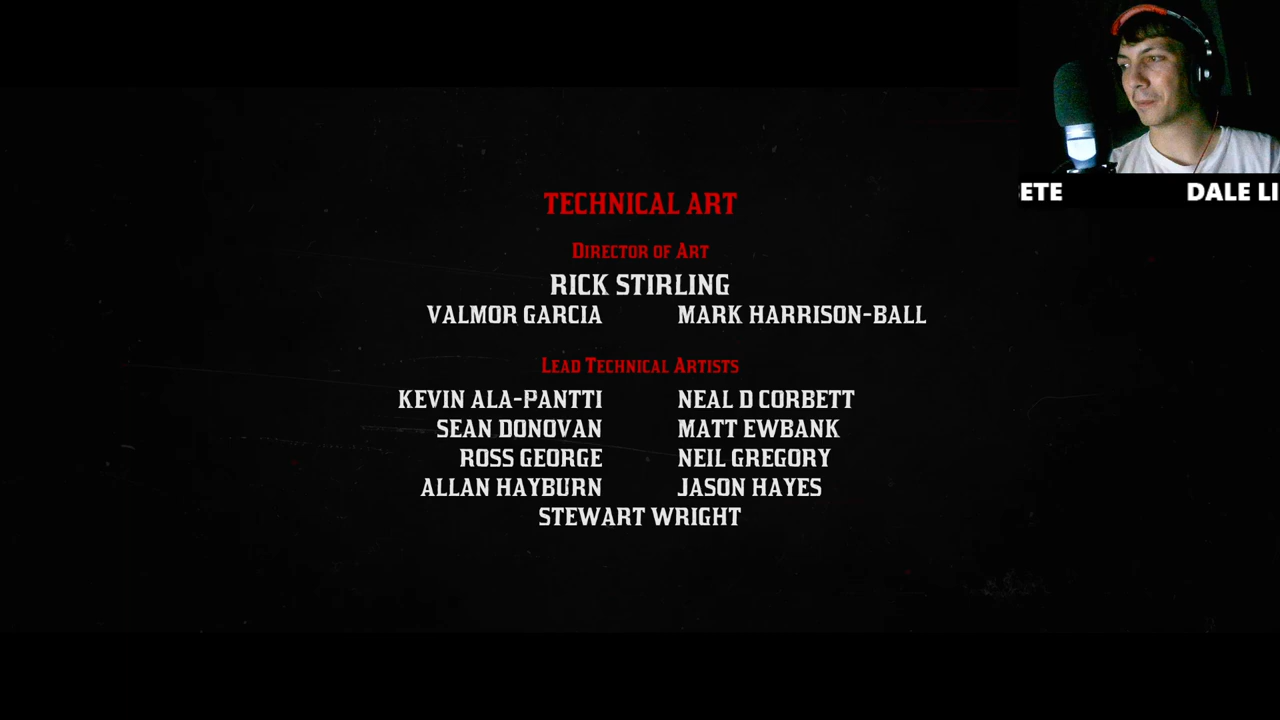 TECHNICAL ART
DIRECTOR OF ART
RICK STIRLING
VALMOR GARCIA MARK HARRISON-BALL
LEAD TECHNICAL ARTISTS
KEVIN ALA-PANTTI NEAL D CORBETT
SEAN DONOVAN MATT EWBANK
ROSS GEORGE NEIL GREGORY
ALLAN HAYBURN JASON HAYES
STEWART WRIGHT
ETE DALE LI